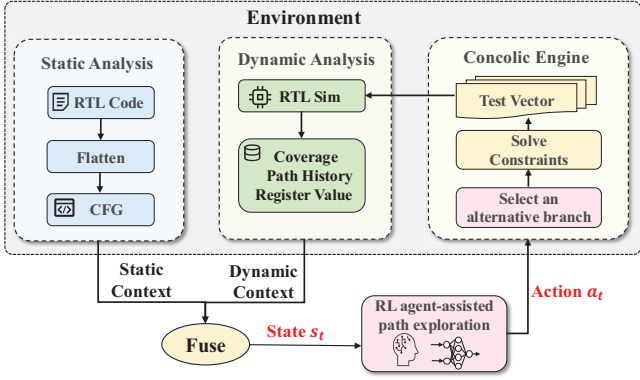 Environment
Static Analysis
RTL Code
Flatten
CFG
Dynamic Analysis
RTL Sim
Coverage
Path History
Register Value
Concolic Engine
Test Vector
Solve
Constraints
Select an
alternative branch
Static
Context
Dynamic
Context
Fuse
State s_t
RL agent-assisted
path exploration
Action a_t